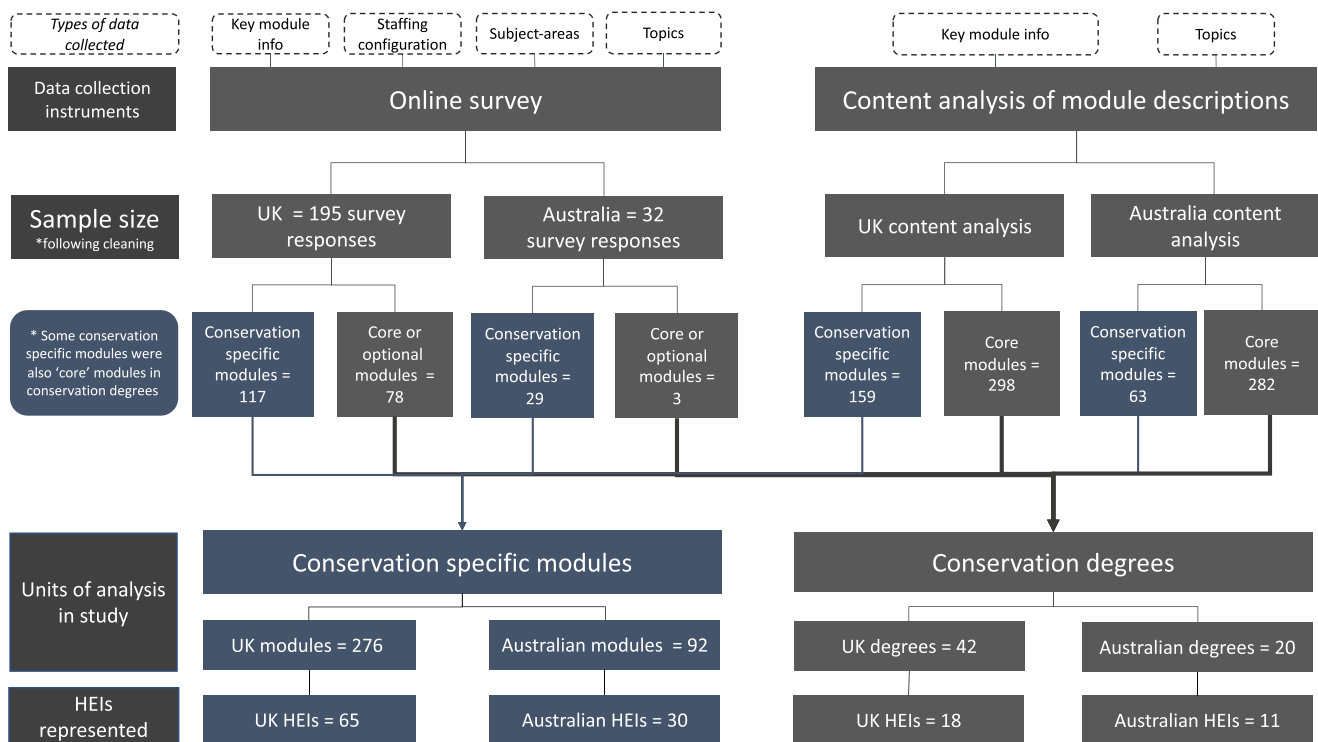 Types of data
collected
Key module
info
Staffing
configuration
Subject-areas
Topics
Key module info
Topics
Data collection
instruments
Online survey
Content analysis of module descriptions
Sample size
*following cleaning
UK = 195 survey
responses
Australia = 32
survey responses
UK content analysis
Australia content
analysis
* Some conservation
specific modules were
also ‘core’ modules in
conservation degrees
Conservation
specific
modules =
117
Core or
optional
modules =
78
Conservation
specific
modules =
29
Core or
optional
modules =
3
Conservation
specific
modules =
159
Core
modules =
298
Conservation
specific
modules =
63
Core
modules =
282
Units of analysis
in study
Conservation specific modules
Conservation degrees
UK modules = 276
Australian modules = 92
UK degrees = 42
Australian degrees = 20
HEIs
represented
UK HEIs = 65
Australian HEIs = 30
UK HEIs = 18
Australian HEIs = 11